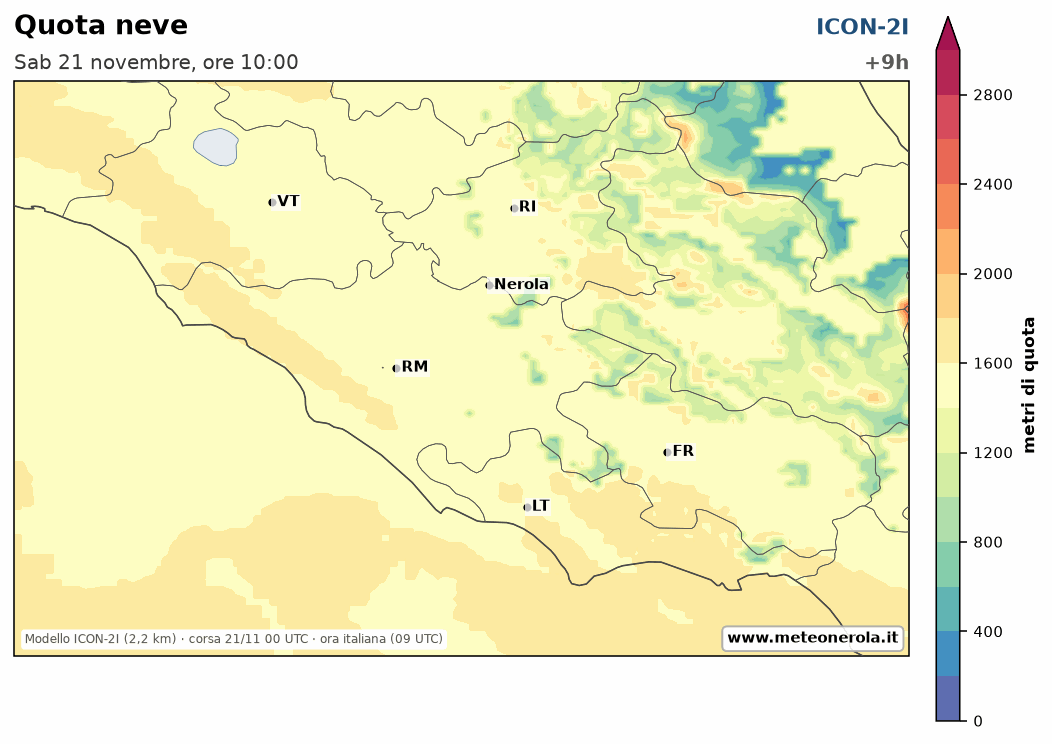 Quota neve
ICON-2I
Sab 21 novembre, ore 10:00
+9h
VT
RI
Nerola
RM
FR
LT
Modello ICON-2I (2,2 km) · corsa 21/11 00 UTC · ora italiana (09 UTC)
www.meteonerola.it
2800
2400
2000
1600
1200
800
400
0
metri di quota